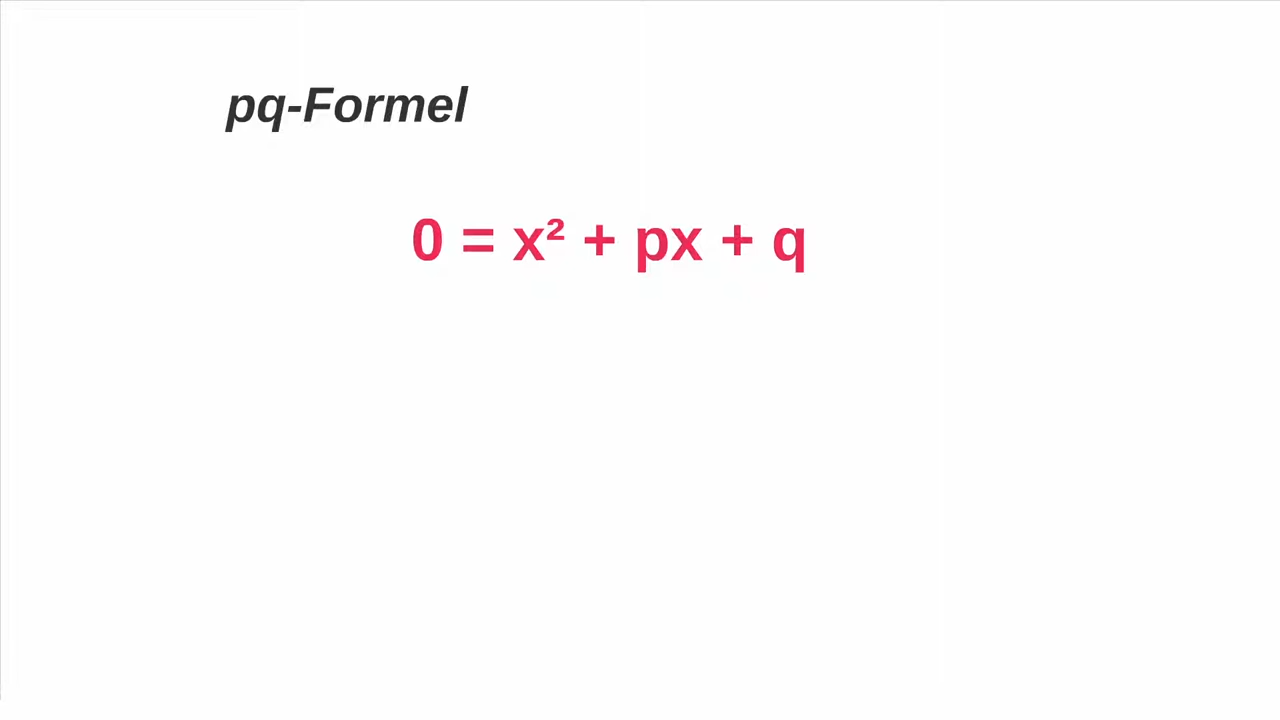 pq-Formel
0 = x² + px + q